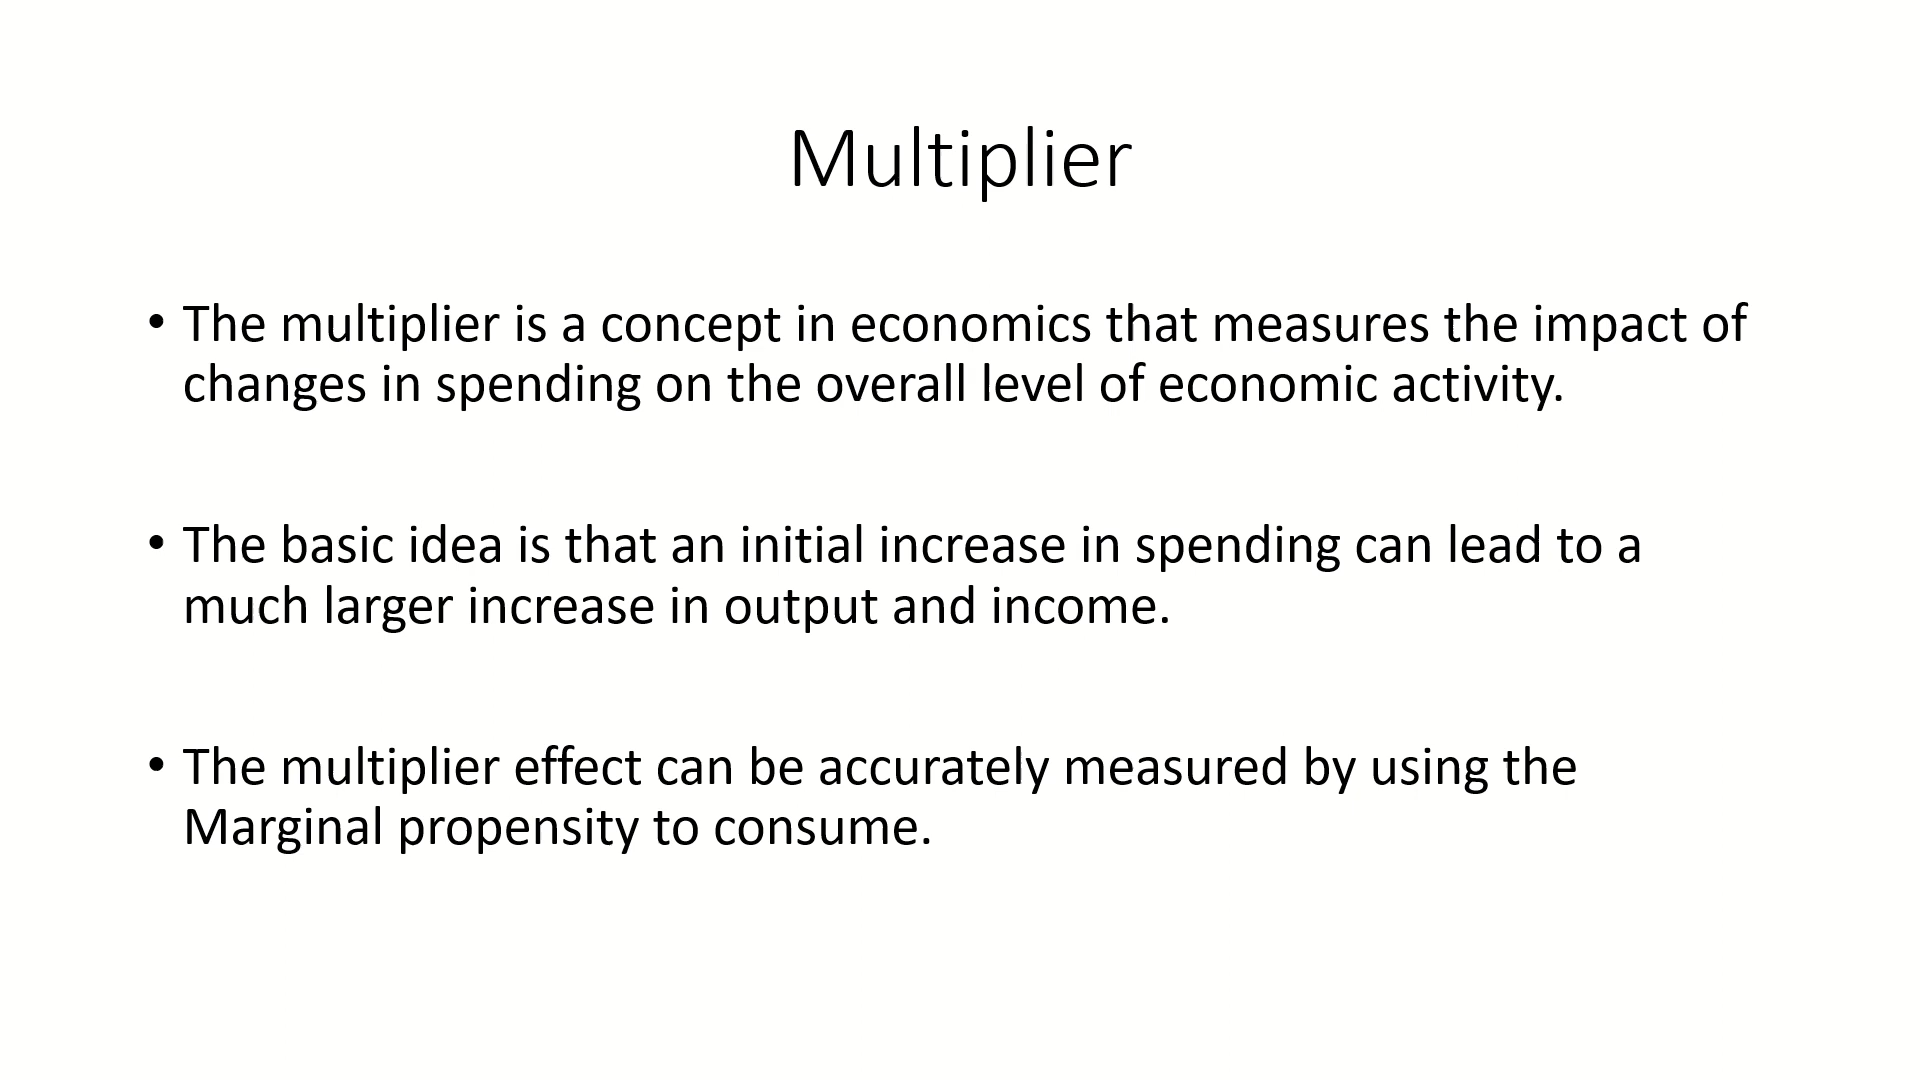 Multiplier
• The multiplier is a concept in economics that measures the impact of
changes in spending on the overall level of economic activity.
• The basic idea is that an initial increase in spending can lead to a
much larger increase in output and income.
• The multiplier effect can be accurately measured by using the
Marginal propensity to consume.